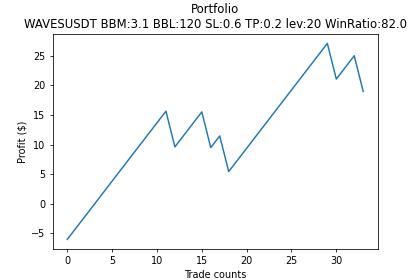 Portfolio
WAVESUSDT BBM:3.1 BBL:120 SL:0.6 TP:0.2 lev:20 WinRatio:82.0
25
20
15
10
5
0
−5
Profit ($)
0 5 10 15 20 25 30
Trade counts